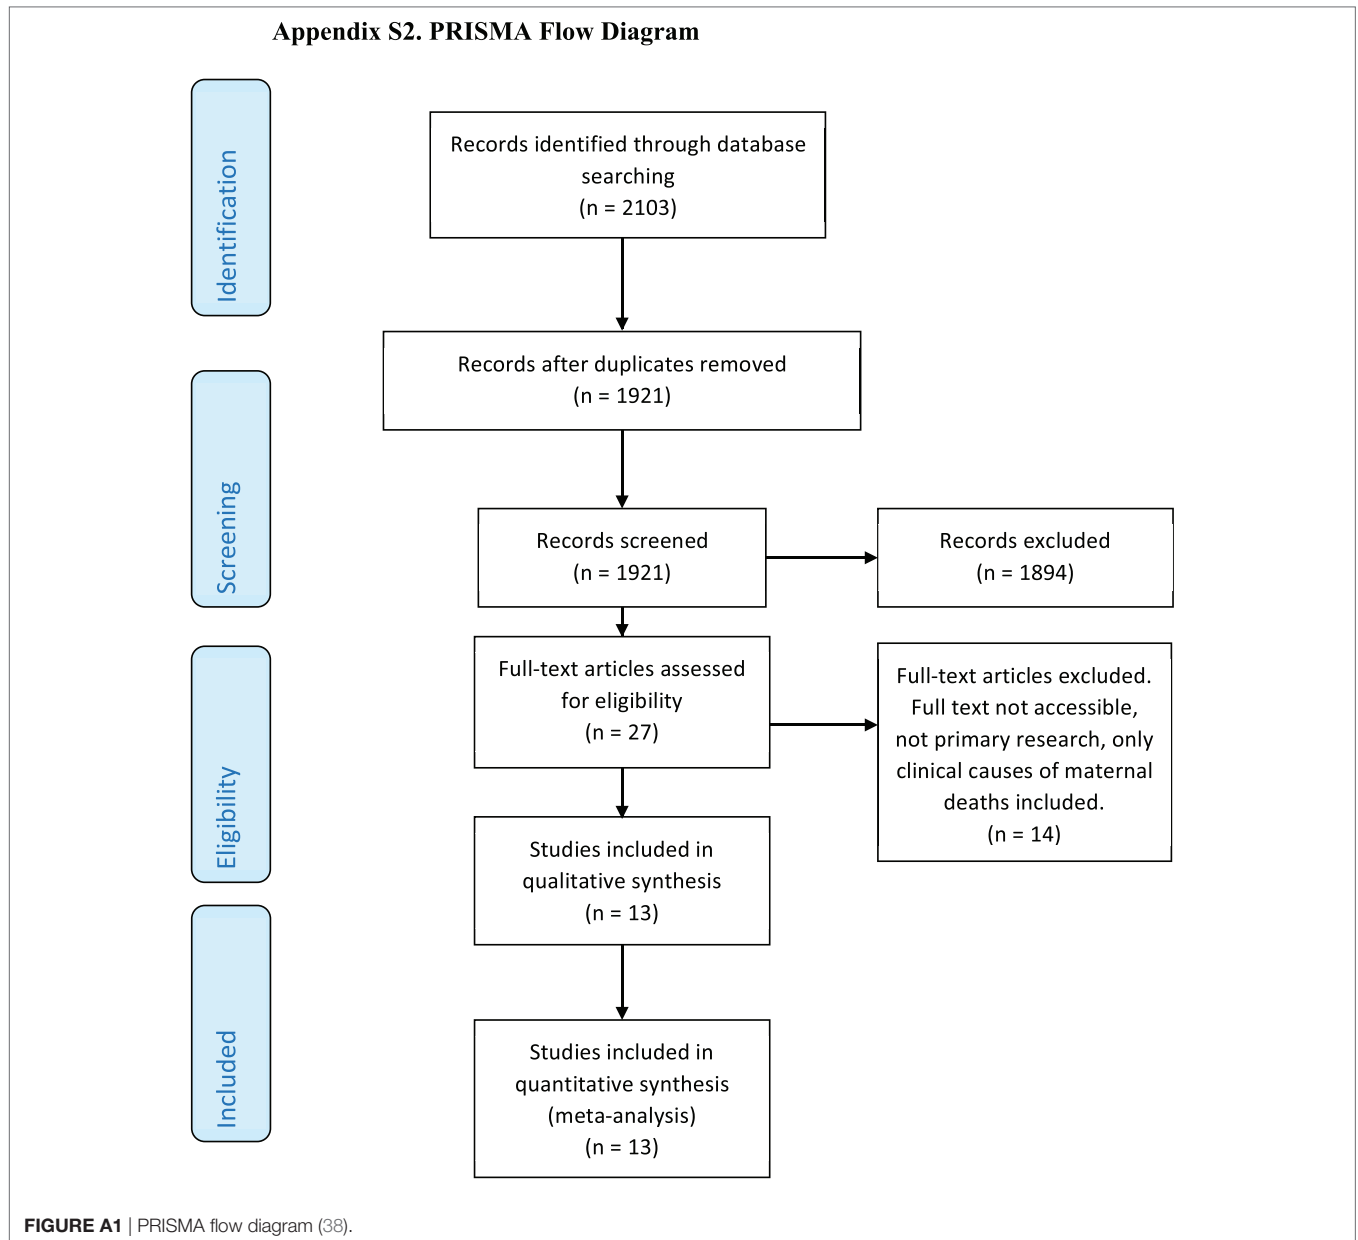 Appendix S2. PRISMA Flow Diagram
Identification
Records identified through database
searching
(n = 2103)
Records after duplicates removed
(n = 1921)
Screening
Records screened
(n = 1921)
Records excluded
(n = 1894)
Eligibility
Full-text articles assessed
for eligibility
(n = 27)
Full-text articles excluded.
Full text not accessible,
not primary research, only
clinical causes of maternal
deaths included.
(n = 14)
Studies included in
qualitative synthesis
(n = 13)
Included
Studies included in
quantitative synthesis
(meta-analysis)
(n = 13)
FIGURE A1 | PRISMA flow diagram (38).